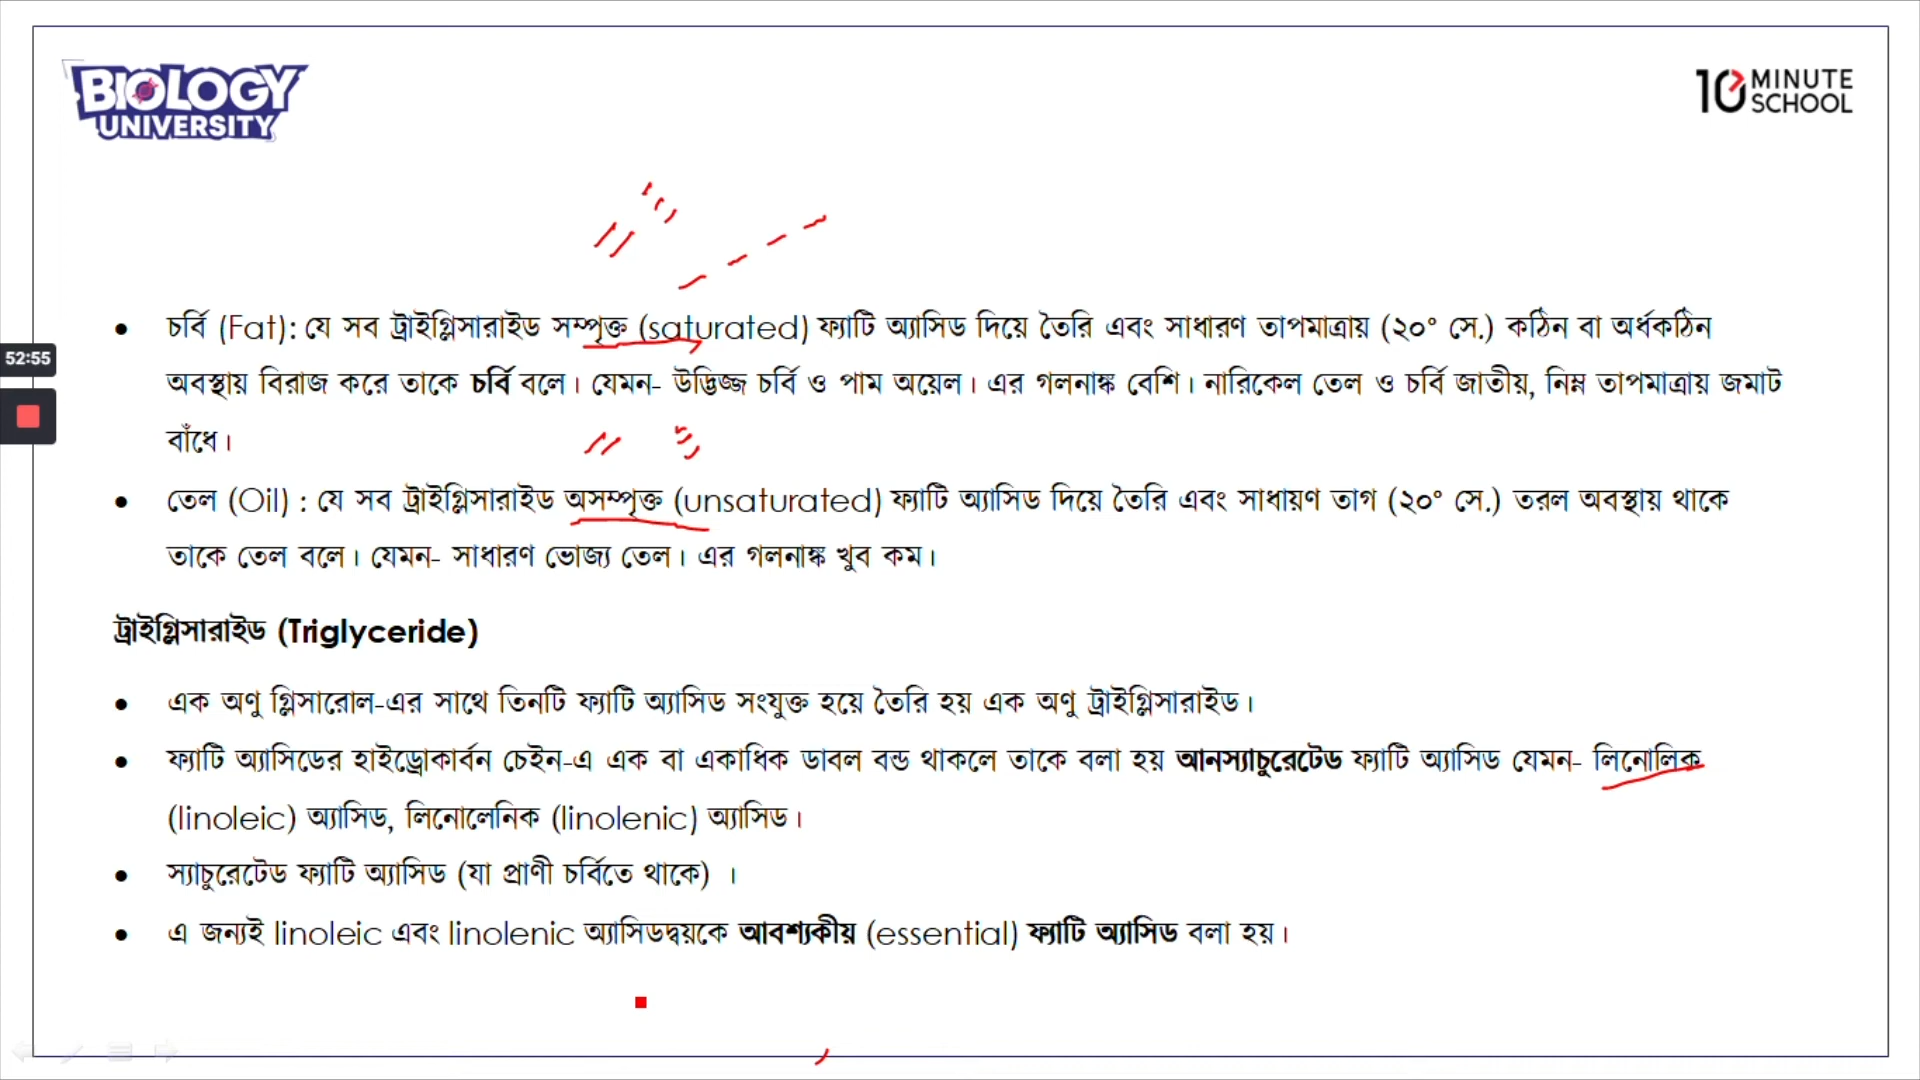 BIOLOGY
UNIVERSITY
10 MINUTE
SCHOOL
52:55
• চর্বি (Fat): যে সব ট্রাইগ্লিসারাইড সম্পৃক্ত (saturated) ফ্যাটি অ্যাসিড দিয়ে তৈরি এবং সাধারণ তাপমাত্রায় (২০° সে.) কঠিন বা অর্ধকঠিন
অবস্থায় বিরাজ করে তাকে চর্বি বলে। যেমন- উদ্ভিজ্জ চর্বি ও পাম অয়েল। এর গলনাঙ্ক বেশি। নারিকেল তেল ও চর্বি জাতীয়, নিম্ন তাপমাত্রায় জমাট
বাঁধে।
• তেল (Oil) : যে সব ট্রাইগ্লিসারাইড অসম্পৃক্ত (unsaturated) ফ্যাটি অ্যাসিড দিয়ে তৈরি এবং সাধায়ণ তাগ (২০° সে.) তরল অবস্থায় থাকে
তাকে তেল বলে। যেমন- সাধারণ ভোজ্য তেল। এর গলনাঙ্ক খুব কম।
ট্রাইগ্লিসারাইড (Triglyceride)
• এক অণু গ্লিসারোল-এর সাথে তিনটি ফ্যাটি অ্যাসিড সংযুক্ত হয়ে তৈরি হয় এক অণু ট্রাইগ্লিসারাইড।
• ফ্যাটি অ্যাসিডের হাইড্রোকার্বন চেইন-এ এক বা একাধিক ডাবল বন্ড থাকলে তাকে বলা হয় আনস্যাচুরেটেড ফ্যাটি অ্যাসিড যেমন- লিনোলিক
(linoleic) অ্যাসিড, লিনোলেনিক (linolenic) অ্যাসিড।
• স্যাচুরেটেড ফ্যাটি অ্যাসিড (যা প্রাণী চর্বিতে থাকে) ।
• এ জন্যই linoleic এবং linolenic অ্যাসিডদ্বয়কে আবশ্যকীয় (essential) ফ্যাটি অ্যাসিড বলা হয়।